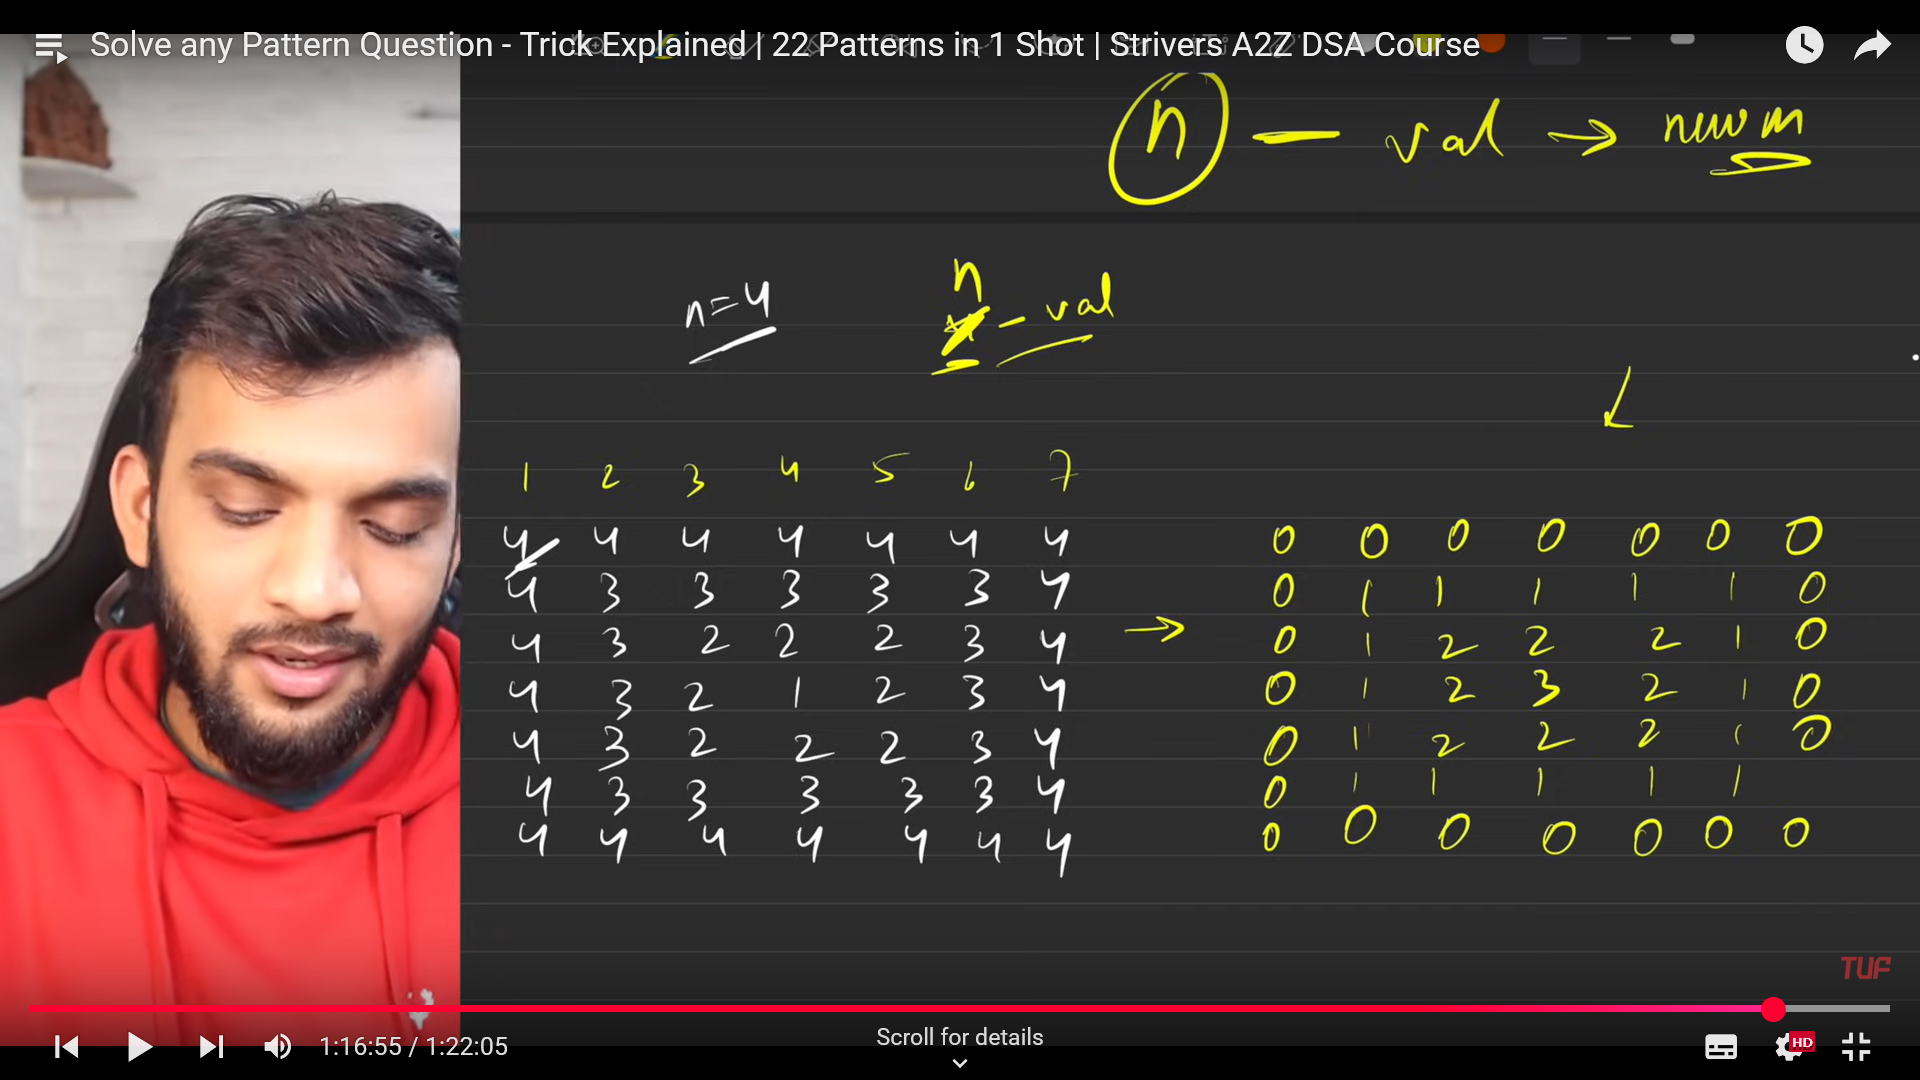 Solve any Pattern Question - Trick Explained | 22 Patterns in 1 Shot | Strivers A2Z DSA Course
n - val → new m
n=4
n
- val
1 2 3 4 5 6 7
4 4 4 4 4 4 4
4 3 3 3 3 3 4
4 3 2 2 2 3 4
4 3 2 1 2 3 4
4 3 2 2 2 3 4
4 3 3 3 3 3 4
4 4 4 4 4 4 4
→
0 0 0 0 0 0 0
0 1 1 1 1 1 0
0 1 2 2 2 1 0
0 1 2 3 2 1 0
0 1 2 2 2 1 0
0 1 1 1 1 1
0 0 0 0 0 0 0
TUF
1:16:55 / 1:22:05
Scroll for details
HD